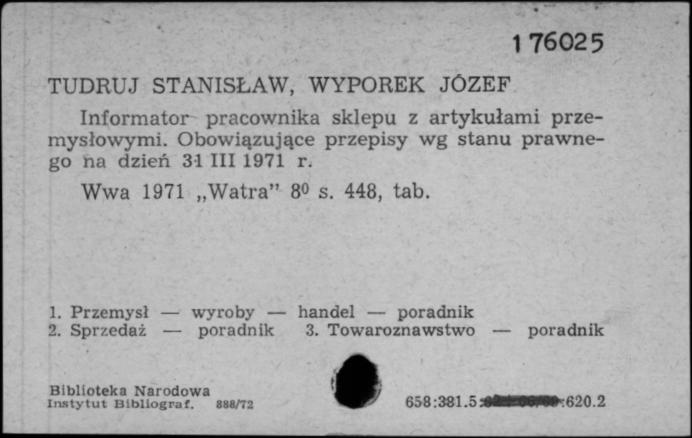 176025
TUDRUJ STANISŁAW, WYPOREK JÓZEF
Informator pracownika sklepu z artykułami prze-
mysłowymi. Obowiązujące przepisy wg stanu prawne-
go na dzień 31 III 1971 r.
Wwa 1971 „Watra” 8⁰ s. 448, tab.
1. Przemysł — wyroby — handel — poradnik
2. Sprzedaż — poradnik 3. Towaroznawstwo — poradnik
Biblioteka Narodowa
Instytut Bibliograf. 888/72
658:381.5 :620.2